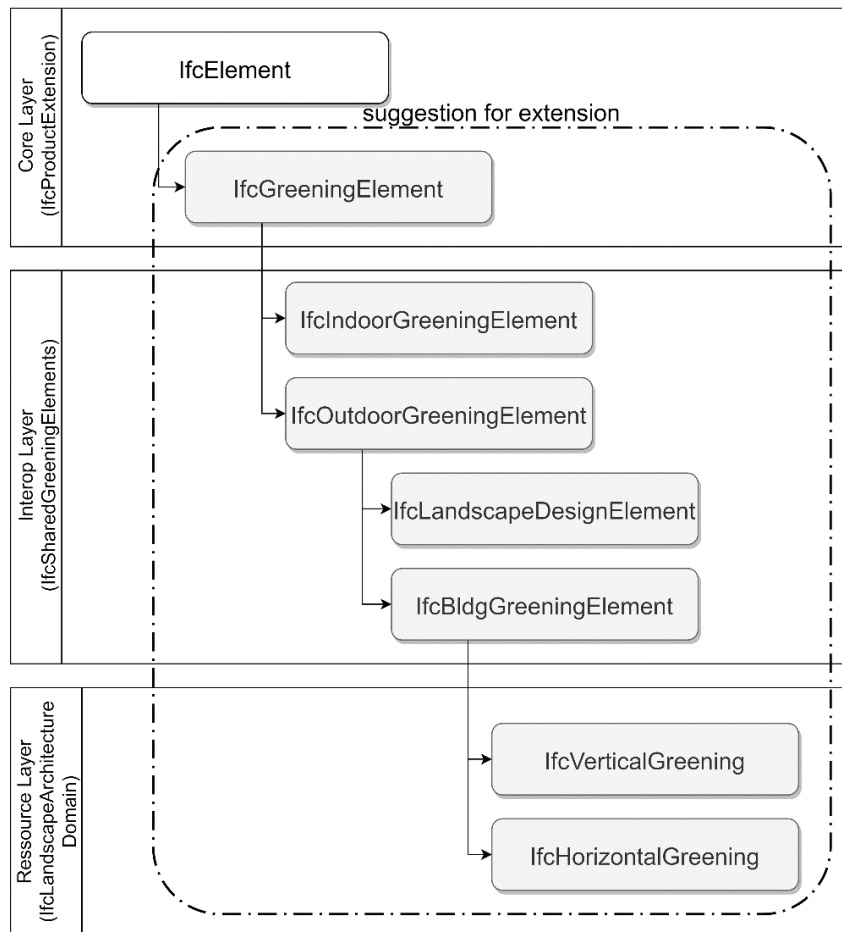 Core Layer
(IfcProductExtension)
IfcElement
suggestion for extension
IfcGreeningElement
Interop Layer
(IfcSharedGreeningElements)
IfcIndoorGreeningElement
IfcOutdoorGreeningElement
IfcLandscapeDesignElement
IfcBldgGreeningElement
Ressource Layer
(IfcLandscapeArchitecture
Domain)
IfcVerticalGreening
IfcHorizontalGreening